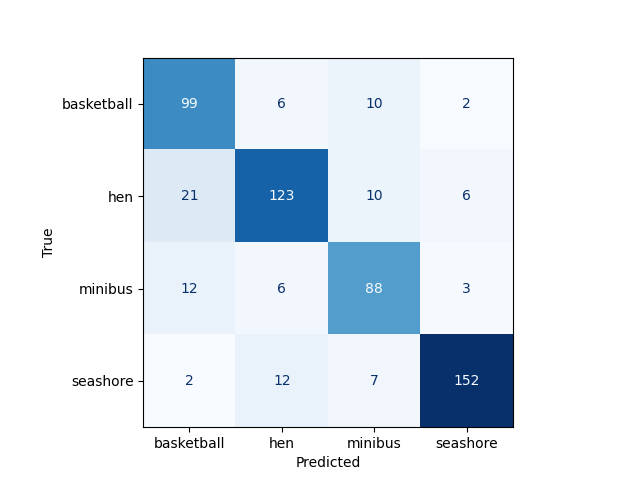 basketball 99 6 10 2
hen 21 123 10 6
minibus 12 6 88 3
seashore 2 12 7 152
basketball hen minibus seashore
Predicted
True